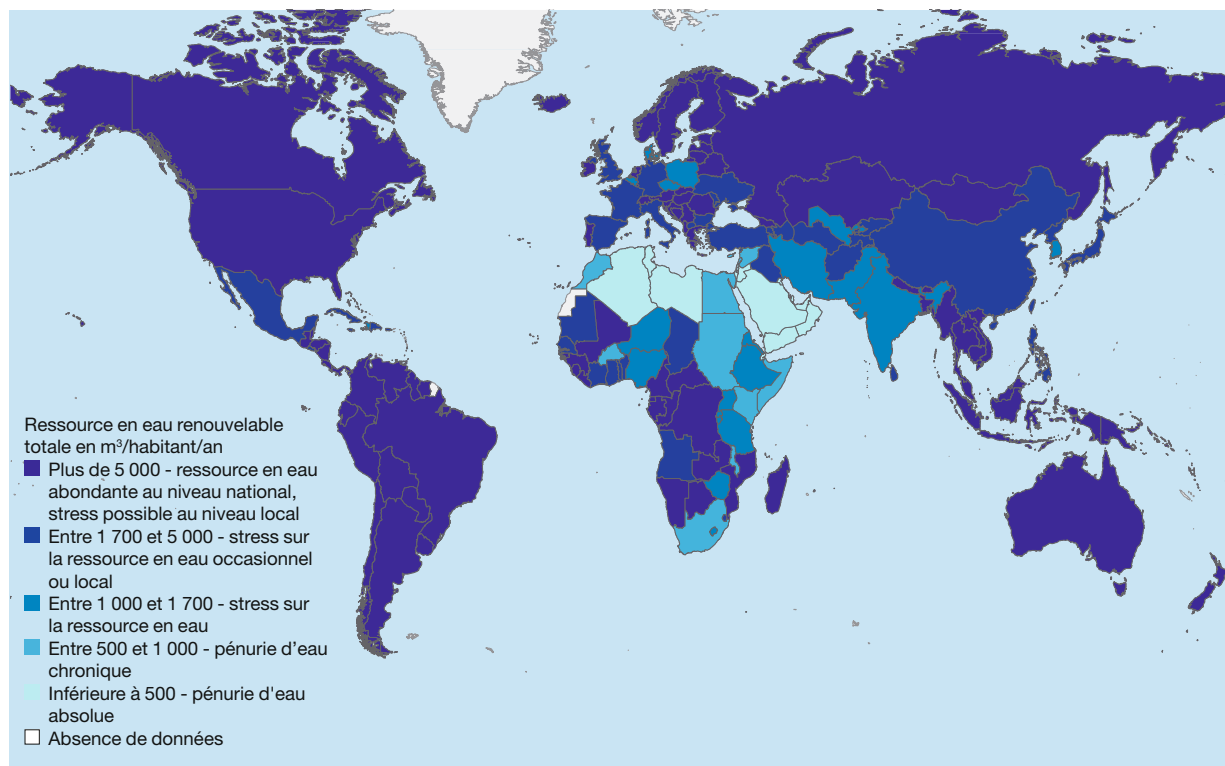 Ressource en eau renouvelable
totale en m³/habitant/an
Plus de 5 000 - ressource en eau
abondante au niveau national,
stress possible au niveau local
Entre 1 700 et 5 000 - stress sur
la ressource en eau occasionnel
ou local
Entre 1 000 et 1 700 - stress sur
la ressource en eau
Entre 500 et 1 000 - pénurie d’eau
chronique
Inférieure à 500 - pénurie d'eau
absolue
Absence de données